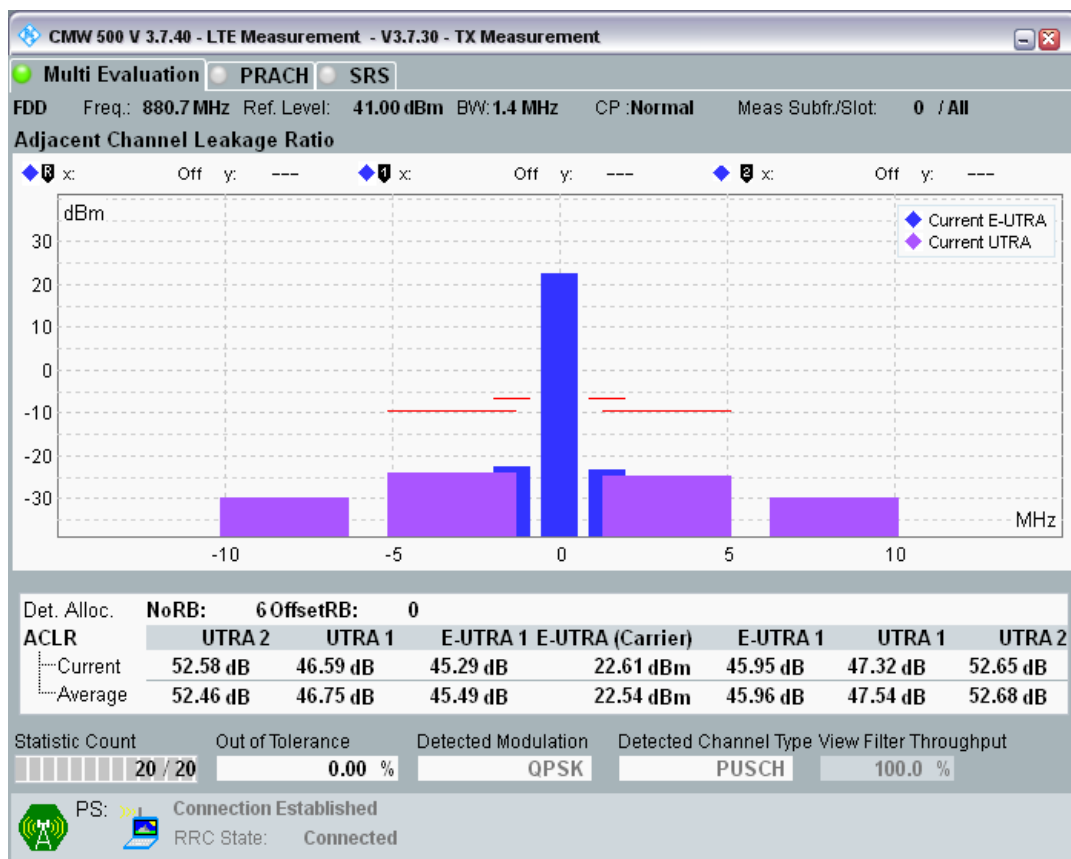 CMW 500 V 3.7.40 - LTE Measurement - V3.7.30 - TX Measurement
Multi Evaluation PRACH SRS
FDD Freq.: 880.7 MHz Ref. Level: 41.00 dBm BW: 1.4 MHz CP :Normal Meas Subfr./Slot: 0 / All
Adjacent Channel Leakage Ratio
R x: Off y: --- 1 x: Off y: --- 2 x: Off y: ---
dBm
Current E-UTRA
Current UTRA
30
20
10
0
-10
-20
-30
MHz
-10 -5 0 5 10
Det. Alloc. NoRB: 6 OffsetRB: 0
ACLR UTRA 2 UTRA 1 E-UTRA 1 E-UTRA (Carrier) E-UTRA 1 UTRA 1 UTRA 2
Current 52.58 dB 46.59 dB 45.29 dB 22.61 dBm 45.95 dB 47.32 dB 52.65 dB
Average 52.46 dB 46.75 dB 45.49 dB 22.54 dBm 45.96 dB 47.54 dB 52.68 dB
Statistic Count Out of Tolerance Detected Modulation Detected Channel Type View Filter Throughput
20 / 20 0.00 % QPSK PUSCH 100.0 %
PS: Connection Established
RRC State: Connected